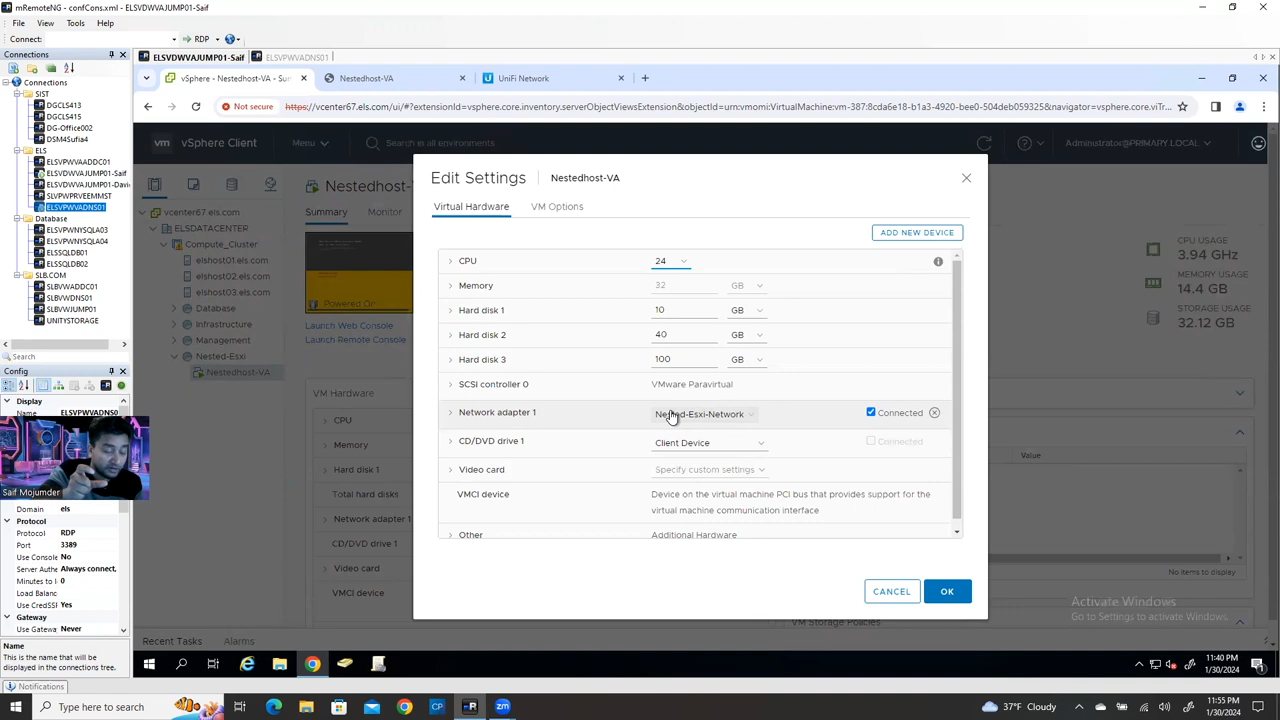 mRemoteNG - confCons.xml - ELSVDWVAJUMP01-Saif
File View Tools Help
Connect: RDP
Connections
Connections
SIST
DGCLS413
DGCLS415
DG-Office002
DSM4Sufia4
ELS
ELSVPWVAADDC01
ELSVDWVAJUMP01-Saif
ELSVDWVAJUMP01-Davi
SLVPWPRVEEMMST
ELSVPWVADNS01
Database
ELSVPWNYSQLA03
ELSVPWNYSQLA04
ELSSQLDB01
ELSSQLDB02
SLB.COM
SLBVWADDC01
SLBVWDNS01
SLBVWJUMP01
UNITYSTORAGE
Search
Config
Display
Name ELSVPWVADNS0
Saif Mojumder
Domain els
Protocol
Protocol RDP
Port 3389
Use Console No
Server Authe Always connect,
Minutes to I 0
Load Balanc
Use CredSSP Yes
Gateway
Use Gatewa Never
Name
This is the name that will be
displayed in the connections tree.
Notifications
ELSVDWVAJUMP01-Saif ELSVPWVADNS01
vSphere - Nestedhost-VA - Sum Nestedhost-VA UniFi Network
Not secure https://vcenter67.els.com/ui/#?extensionId=vsphere.core.inventory.serverObjectViewsExtension&objectId=urn:vmomi:VirtualMachine:vm-387:8cda6e18-b1a3-4920-bee0-504deb059325&navigator=vsphere.core.viTr...
vm vSphere Client Menu Search in all environments Administrator@PRIMARY.LOCAL
vcenter67.els.com
ELSDATACENTER
Compute_Cluster
elshost01.els.com
elshost02.els.com
elshost03.els.com
Database
Infrastructure
Management
Nested-Esxi
Nestedhost-VA
Nestedhost-V
Summary Monitor
Powered On
Launch Web Console
Launch Remote Console
VM Hardware
CPU
Memory
Hard disk 1
Total hard disks
Network adapter 1
CD/DVD drive 1
Video card
VMCI device
Edit Settings Nestedhost-VA
Virtual Hardware VM Options
ADD NEW DEVICE
CPU 24
Memory 32 GB
Hard disk 1 10 GB
Hard disk 2 40 GB
Hard disk 3 100 GB
SCSI controller 0 VMware Paravirtual
Network adapter 1 Nested-Esxi-Network Connected
CD/DVD drive 1 Client Device Connected
Video card Specify custom settings
VMCI device Device on the virtual machine PCI bus that provides support for the
virtual machine communication interface
Other Additional Hardware
CANCEL OK
CPU USAGE
3.94 GHz
MEMORY USAGE
14.4 GB
STORAGE USAGE
32.12 GB
Value
No items to display
VM Storage Policies
Activate Windows
Go to Settings to activate Windows.
Recent Tasks Alarms
11:40 PM
1/30/2024
Type here to search
37°F Cloudy
11:55 PM
1/30/2024